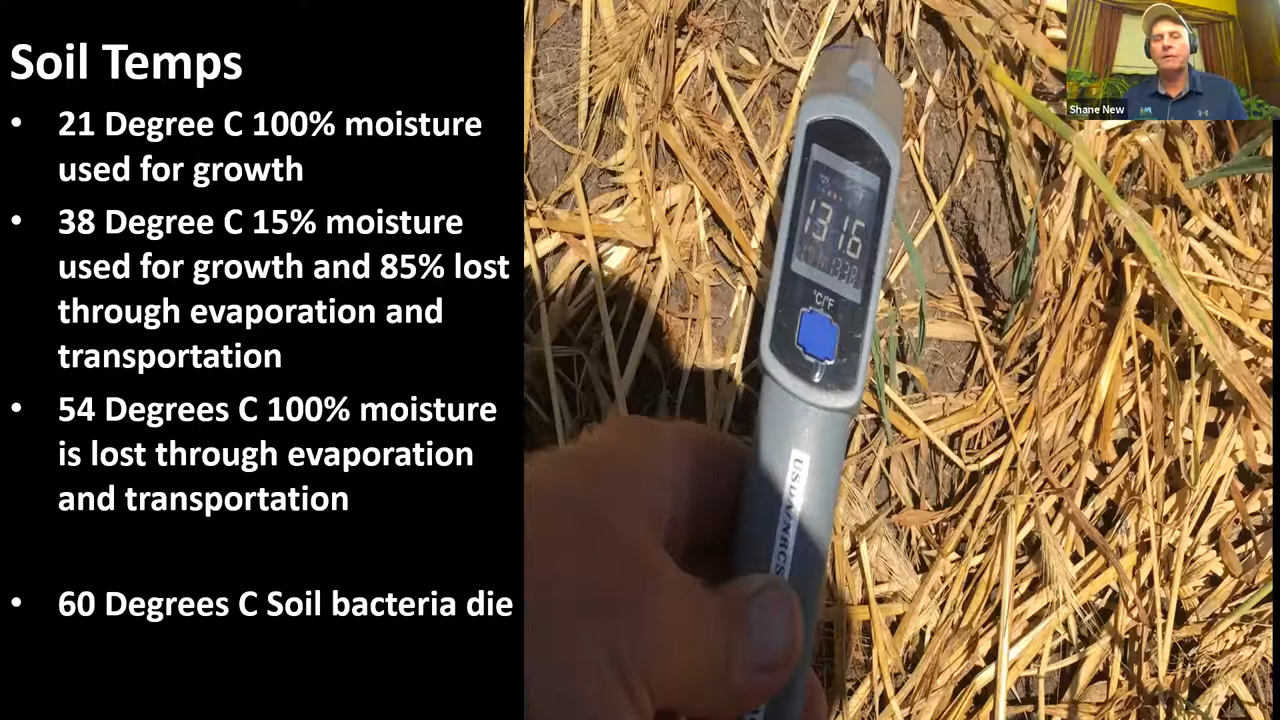 Soil Temps
• 21 Degree C 100% moisture
used for growth
• 38 Degree C 15% moisture
used for growth and 85% lost
through evaporation and
transportation
• 54 Degrees C 100% moisture
is lost through evaporation
and transportation
• 60 Degrees C Soil bacteria die
Shane New
131.6
°C/°F
USDA NRCS